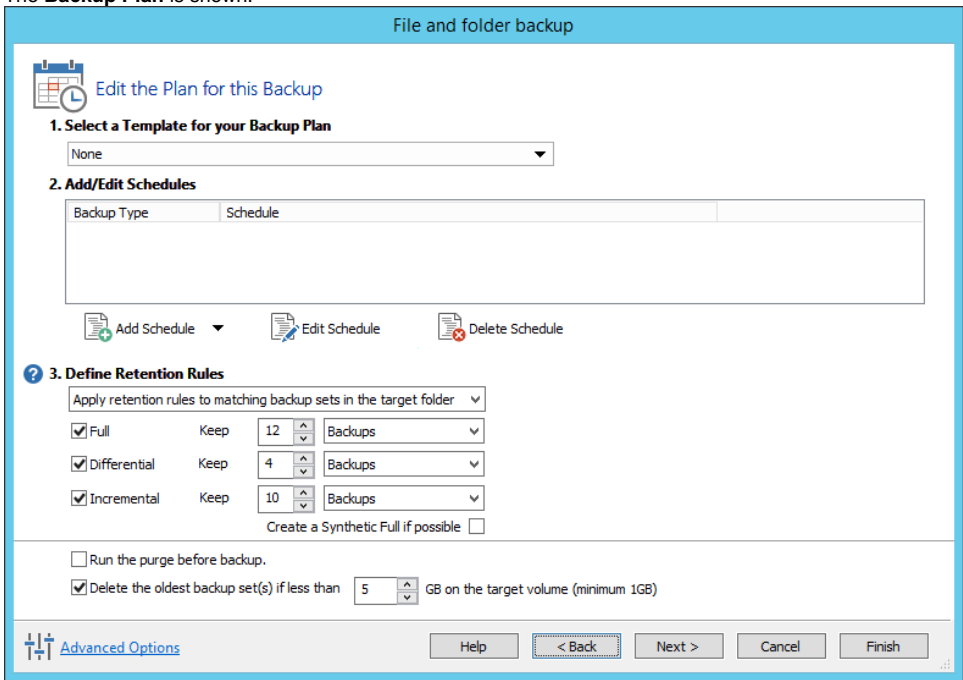 The Backup Plan is shown.
File and folder backup
Edit the Plan for this Backup
1. Select a Template for your Backup Plan
None
2. Add/Edit Schedules
Backup Type Schedule
Add Schedule Edit Schedule Delete Schedule
? 3. Define Retention Rules
Apply retention rules to matching backup sets in the target folder
Full Keep 12 Backups
Differential Keep 4 Backups
Incremental Keep 10 Backups
Create a Synthetic Full if possible
Run the purge before backup.
Delete the oldest backup set(s) if less than 5 GB on the target volume (minimum 1GB)
Advanced Options Help < Back Next > Cancel Finish